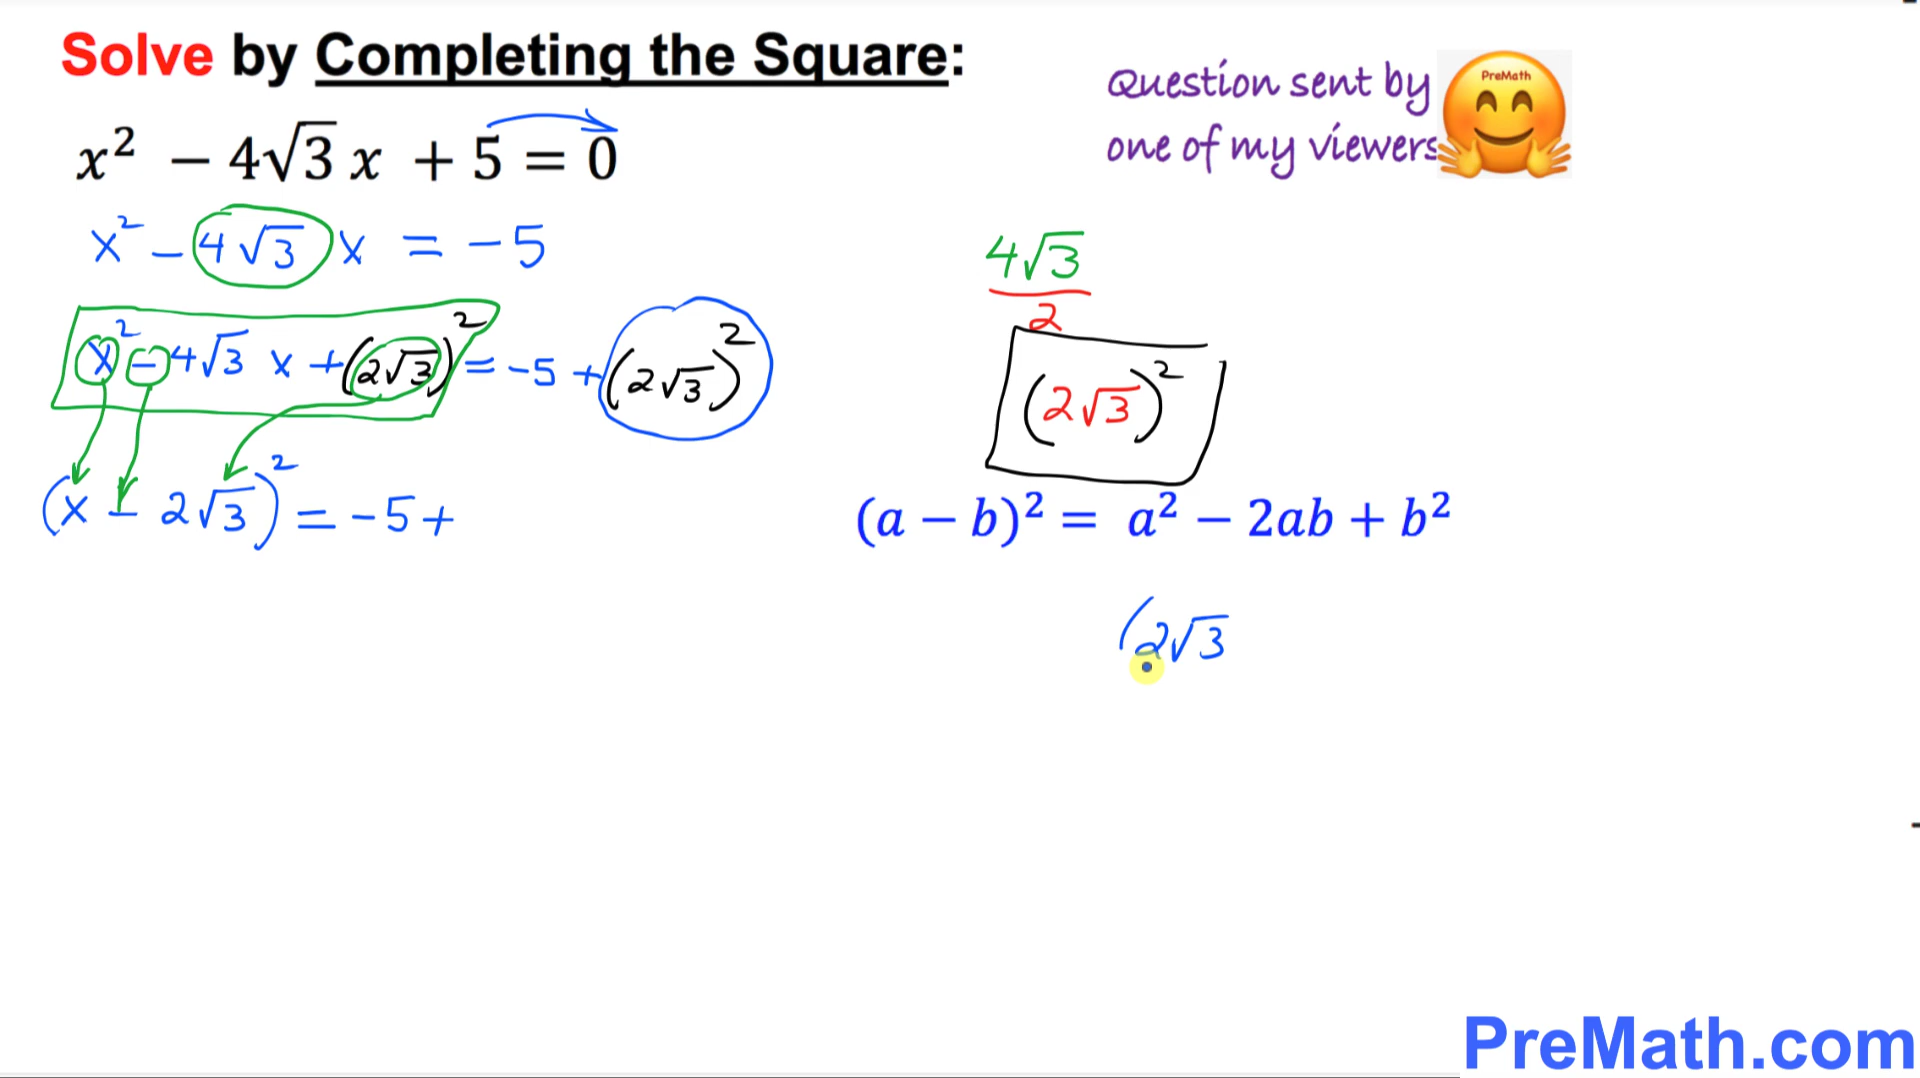 Solve by Completing the Square:
Question sent by
one of my viewers
PreMath
x² − 4√3 x + 5 = 0
x² − 4√3 x = −5
4√3
2
x² − 4√3 x + (2√3)² = −5 + (2√3)²
(2√3)²
(x − 2√3)² = −5 +
(a − b)² = a² − 2ab + b²
(2√3
PreMath.com